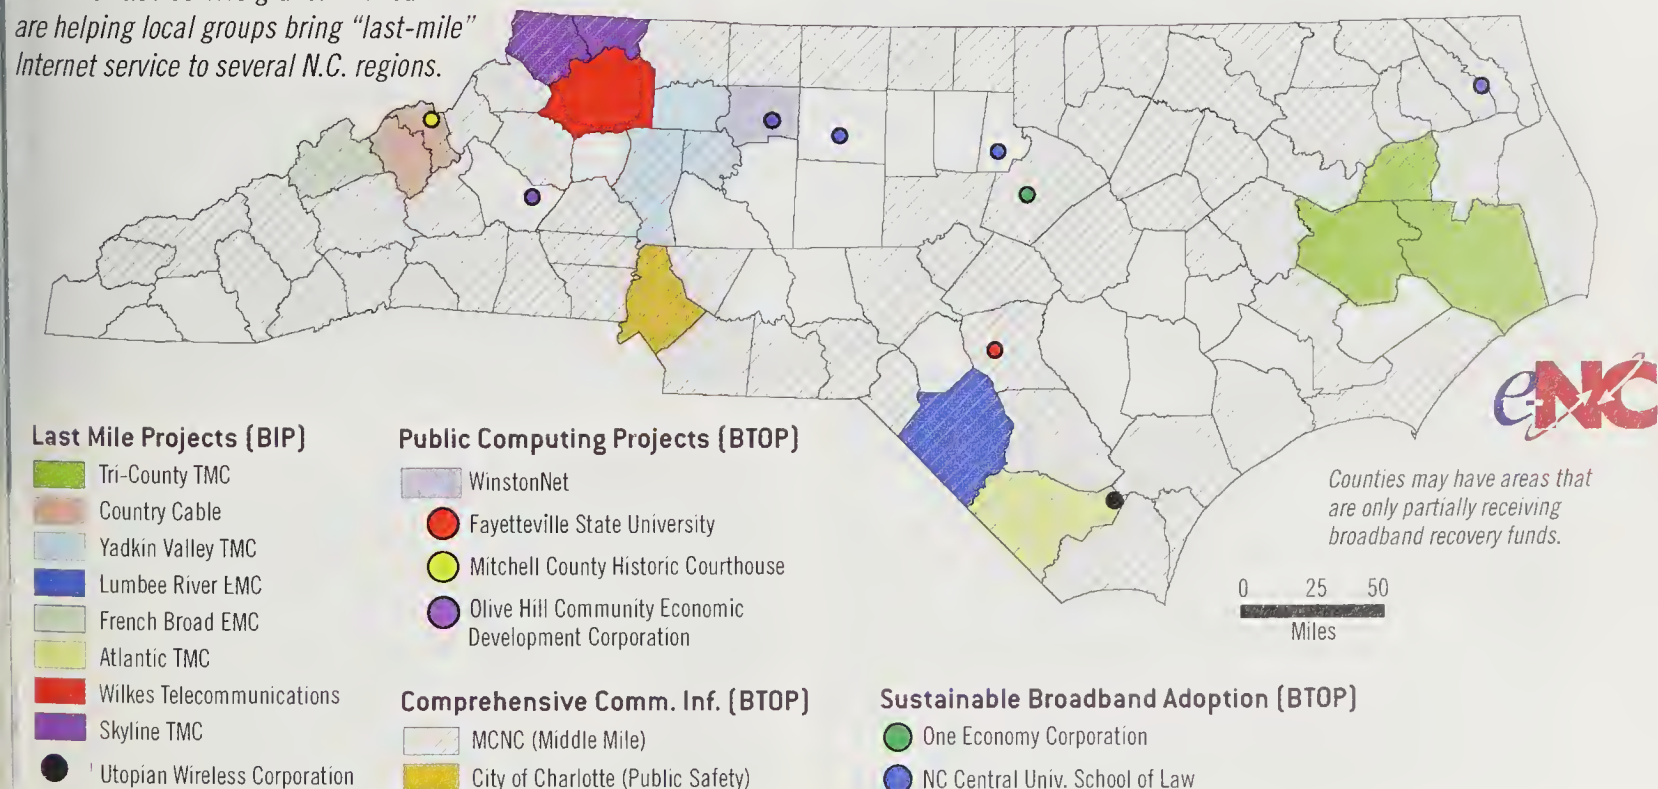 are helping local groups bring “last-mile”
Internet service to several N.C. regions.
e-NC
Counties may have areas that
are only partially receiving
broadband recovery funds.
0 25 50
Miles
Last Mile Projects (BIP)
Tri-County TMC
Country Cable
Yadkin Valley TMC
Lumbee River EMC
French Broad EMC
Atlantic TMC
Wilkes Telecommunications
Skyline TMC
Utopian Wireless Corporation
Public Computing Projects (BTOP)
WinstonNet
Fayetteville State University
Mitchell County Historic Courthouse
Olive Hill Community Economic
Development Corporation
Comprehensive Comm. Inf. (BTOP)
MCNC (Middle Mile)
City of Charlotte (Public Safety)
Sustainable Broadband Adoption (BTOP)
One Economy Corporation
NC Central Univ. School of Law